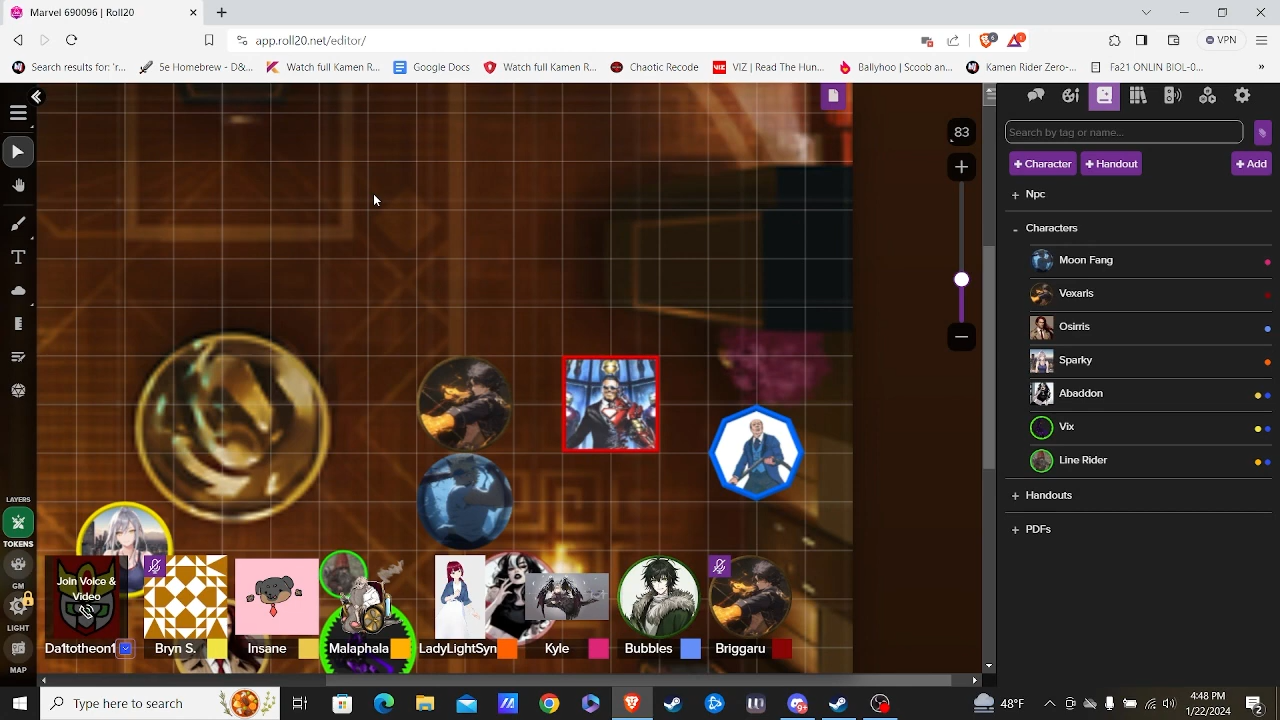 Marvel 690096 | Roll20
app.roll20.net/editor/
VPN
Search results for: 'r...
5e Homebrew - D&...
Watch full Kamen R...
Google Docs
Watch full Kamen R...
Chaotic Recode
VIZ | Read The Hun...
Ballyhoo | Scoob an...
Kamen Rider Zero-...
Fa21 ONLIN BIOL-0...
83
Search by tag or name...
+ Character
+ Handout
+ Add
+ Npc
- Characters
Moon Fang
Vexaris
Osiris
Sparky
Abaddon
Vix
Line Rider
+ Handouts
+ PDFs
LAYERS
TOKENS
GM
LIGHT
MAP
Join Voice &
Video
Da1totheon1
Bryn S.
Insane
Malaphala
LadyLightSyn
Kyle
Bubbles
Briggaru
Type here to search
9+
48°F
4:48 PM
1/22/2024